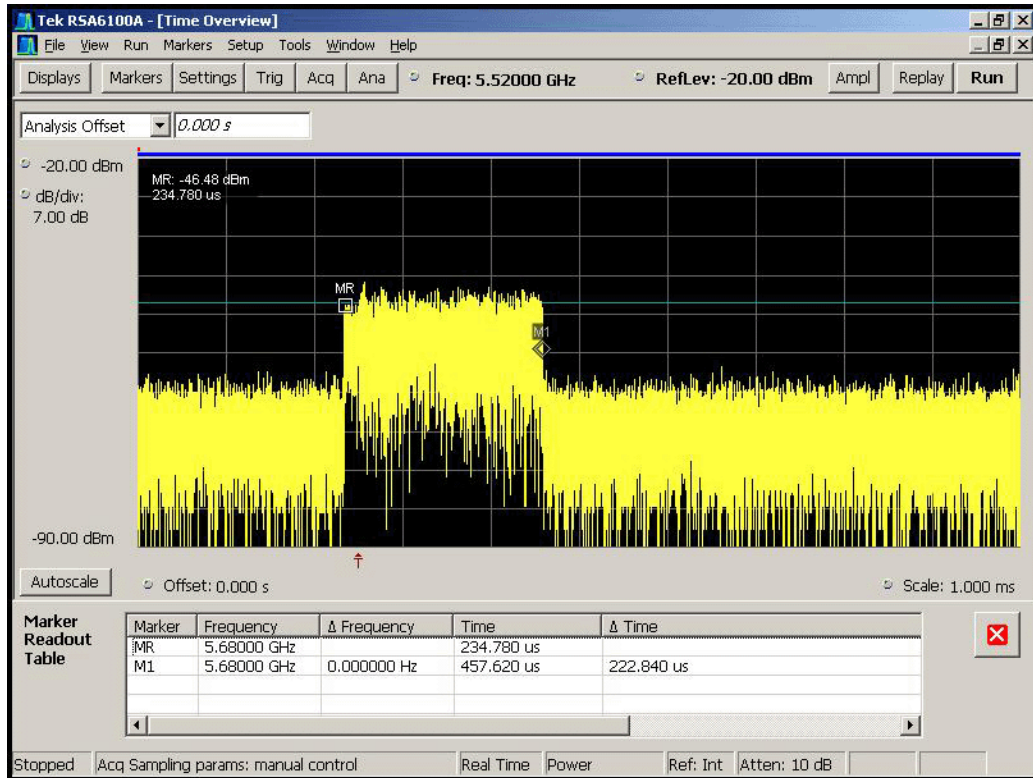 Tek RSA6100A - [Time Overview]
File View Run Markers Setup Tools Window Help
Displays Markers Settings Trig Acq Ana Freq: 5.52000 GHz RefLev: -20.00 dBm Ampl Replay Run
Analysis Offset 0.000 s
-20.00 dBm
dB/div:
7.00 dB
MR: -46.48 dBm
234.780 us
MR
M1
-90.00 dBm
Autoscale Offset: 0.000 s Scale: 1.000 ms
Marker Readout Table
Marker Frequency Δ Frequency Time Δ Time
MR 5.68000 GHz 234.780 us
M1 5.68000 GHz 0.000000 Hz 457.620 us 222.840 us
Stopped Acq Sampling params: manual control Real Time Power Ref: Int Atten: 10 dB